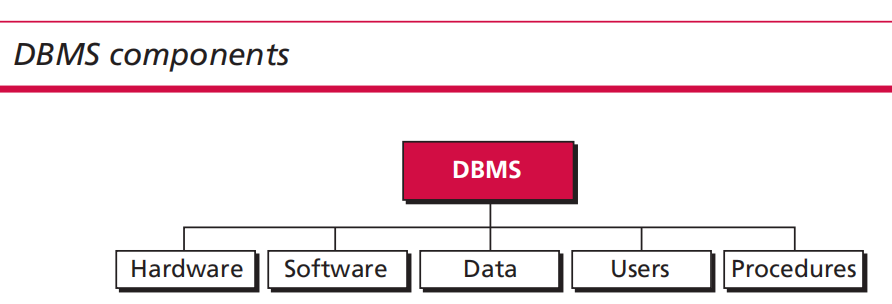 DBMS components
DBMS
Hardware Software Data Users Procedures